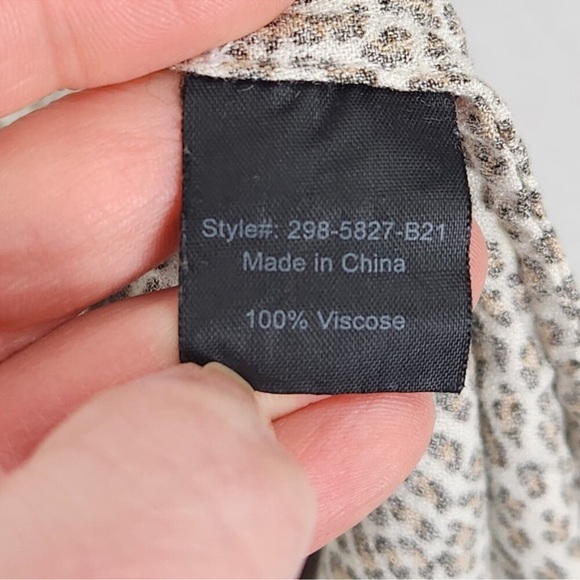 Style#: 298-5827-B21
Made in China
100% Viscose